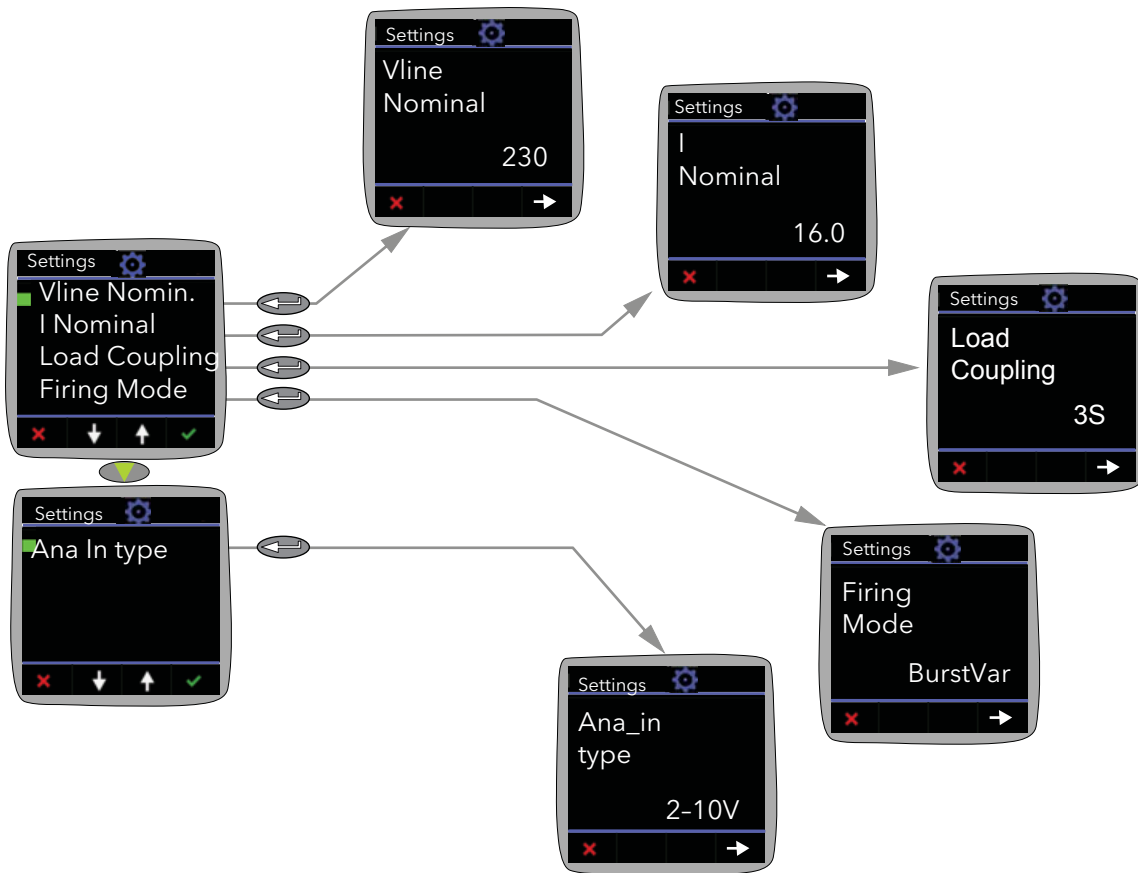 Settings
Vline
Nominal
230
Settings
I
Nominal
16.0
Settings
Vline Nomin.
I Nominal
Load Coupling
Firing Mode
Settings
Load
Coupling
3S
Settings
Ana In type
Settings
Firing
Mode
BurstVar
Settings
Ana_in
type
2–10V